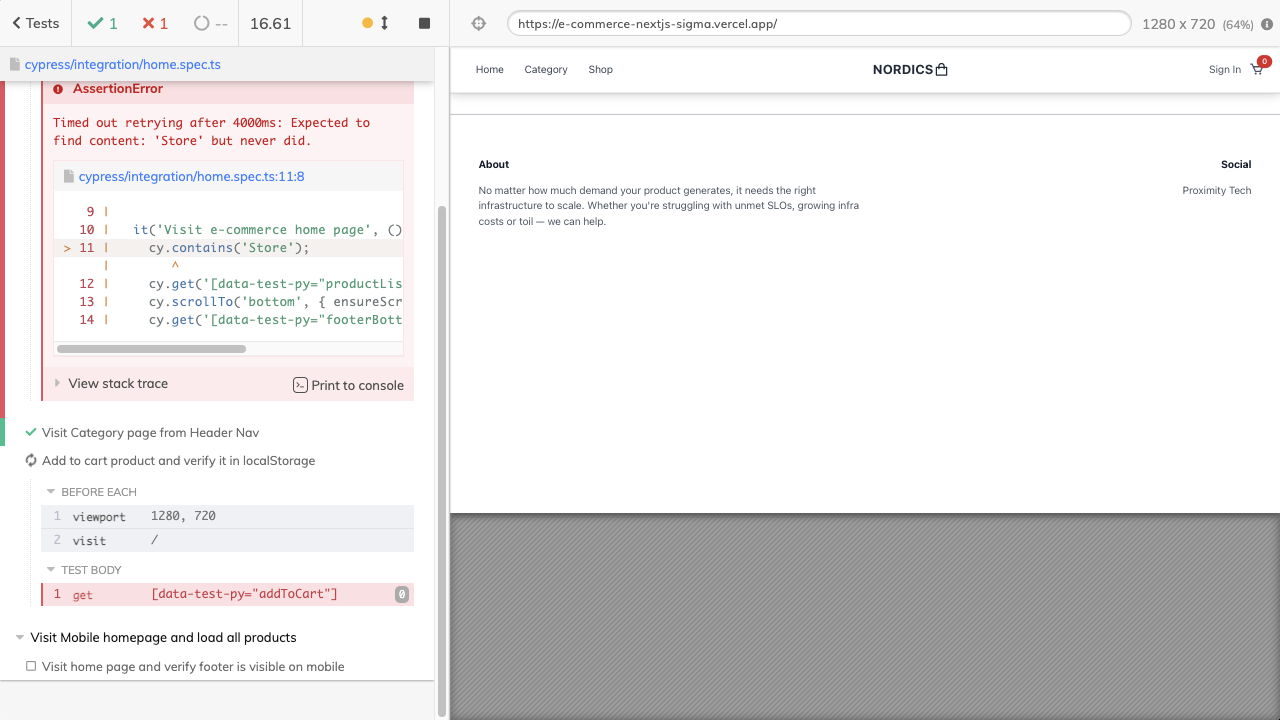 Tests
1
1
--
16.61
https://e-commerce-nextjs-sigma.vercel.app/
1280 x 720 (64%)
cypress/integration/home.spec.ts
AssertionError
Timed out retrying after 4000ms: Expected to
find content: 'Store' but never did.
cypress/integration/home.spec.ts:11:8
9 |
10 | it('Visit e-commerce home page', ()
> 11 | cy.contains('Store');
| ^
12 | cy.get('[data-test-py="productLis
13 | cy.scrollTo('bottom', { ensureScr
14 | cy.get('[data-test-py="footerBott
View stack trace
Print to console
Visit Category page from Header Nav
Add to cart product and verify it in localStorage
BEFORE EACH
1 viewport 1280, 720
2 visit /
TEST BODY
1 get [data-test-py="addToCart"] 0
Visit Mobile homepage and load all products
Visit home page and verify footer is visible on mobile
Home Category Shop
NORDICS
Sign In
0
About
No matter how much demand your product generates, it needs the right
infrastructure to scale. Whether you're struggling with unmet SLOs, growing infra
costs or toil — we can help.
Social
Proximity Tech